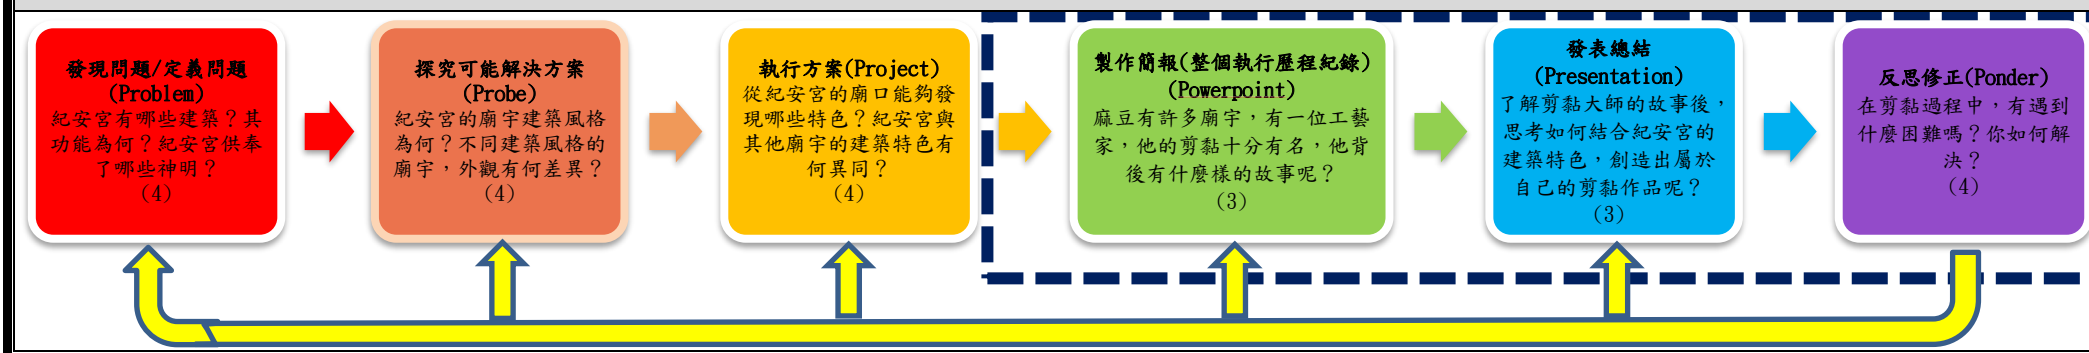 發現問題/定義問題
(Problem)
紀安宮有哪些建築？其
功能為何？紀安宮供奉
了哪些神明？
(4)
探究可能解決方案
(Probe)
紀安宮的廟宇建築風格
為何？不同建築風格的
廟宇，外觀有何差異？
(4)
執行方案(Project)
從紀安宮的廟口能夠發
現哪些特色？紀安宮與
其他廟宇的建築特色有
何異同？
(4)
製作簡報(整個執行歷程紀錄)
(Powerpoint)
麻豆有許多廟宇，有一位工藝
家，他的剪黏十分有名，他背
後有什麼樣的故事呢？
(3)
發表總結
(Presentation)
了解剪黏大師的故事後，
思考如何結合紀安宮的
建築特色，創造出屬於
自己的剪黏作品呢？
(3)
反思修正(Ponder)
在剪黏過程中，有遇到
什麼困難嗎？你如何解
決？
(4)